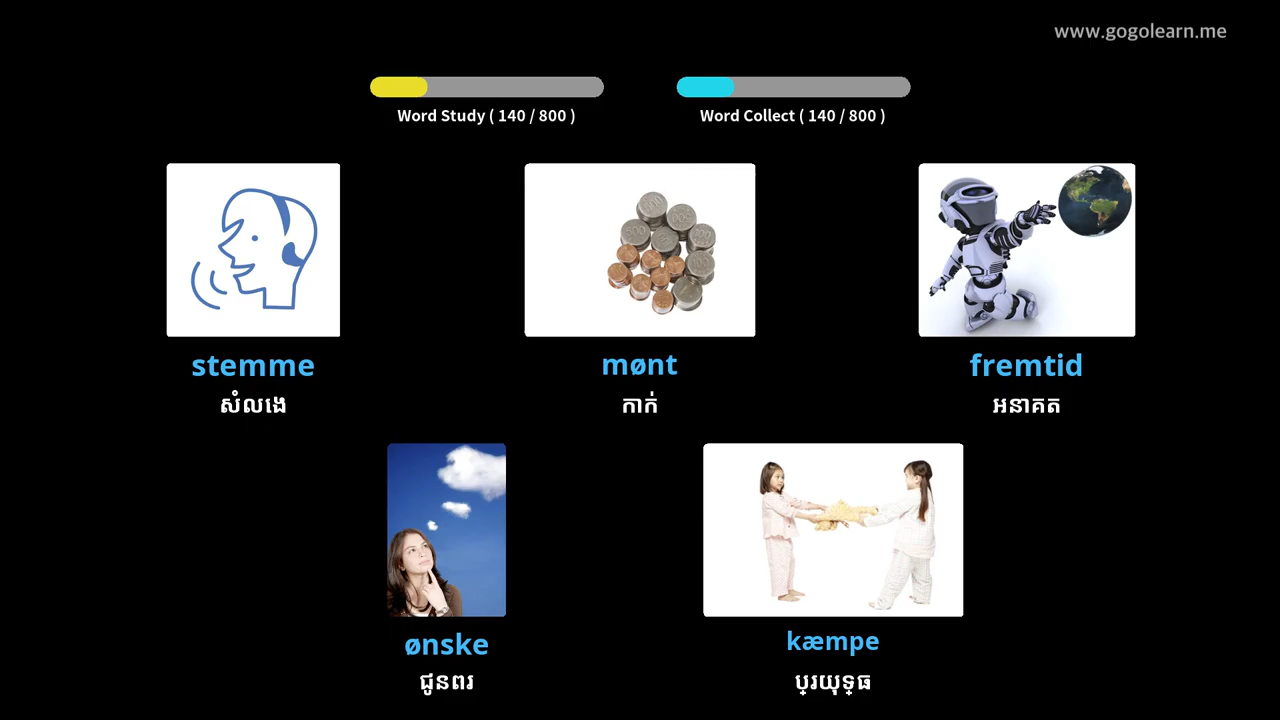 www.gogolearn.me
Word Study ( 140 / 800 )
Word Collect ( 140 / 800 )
stemme
សំលងេ
mønt
កាក់
fremtid
អនាគត
ønske
ជូនពរ
kæmpe
ប្រយុទ្ធ